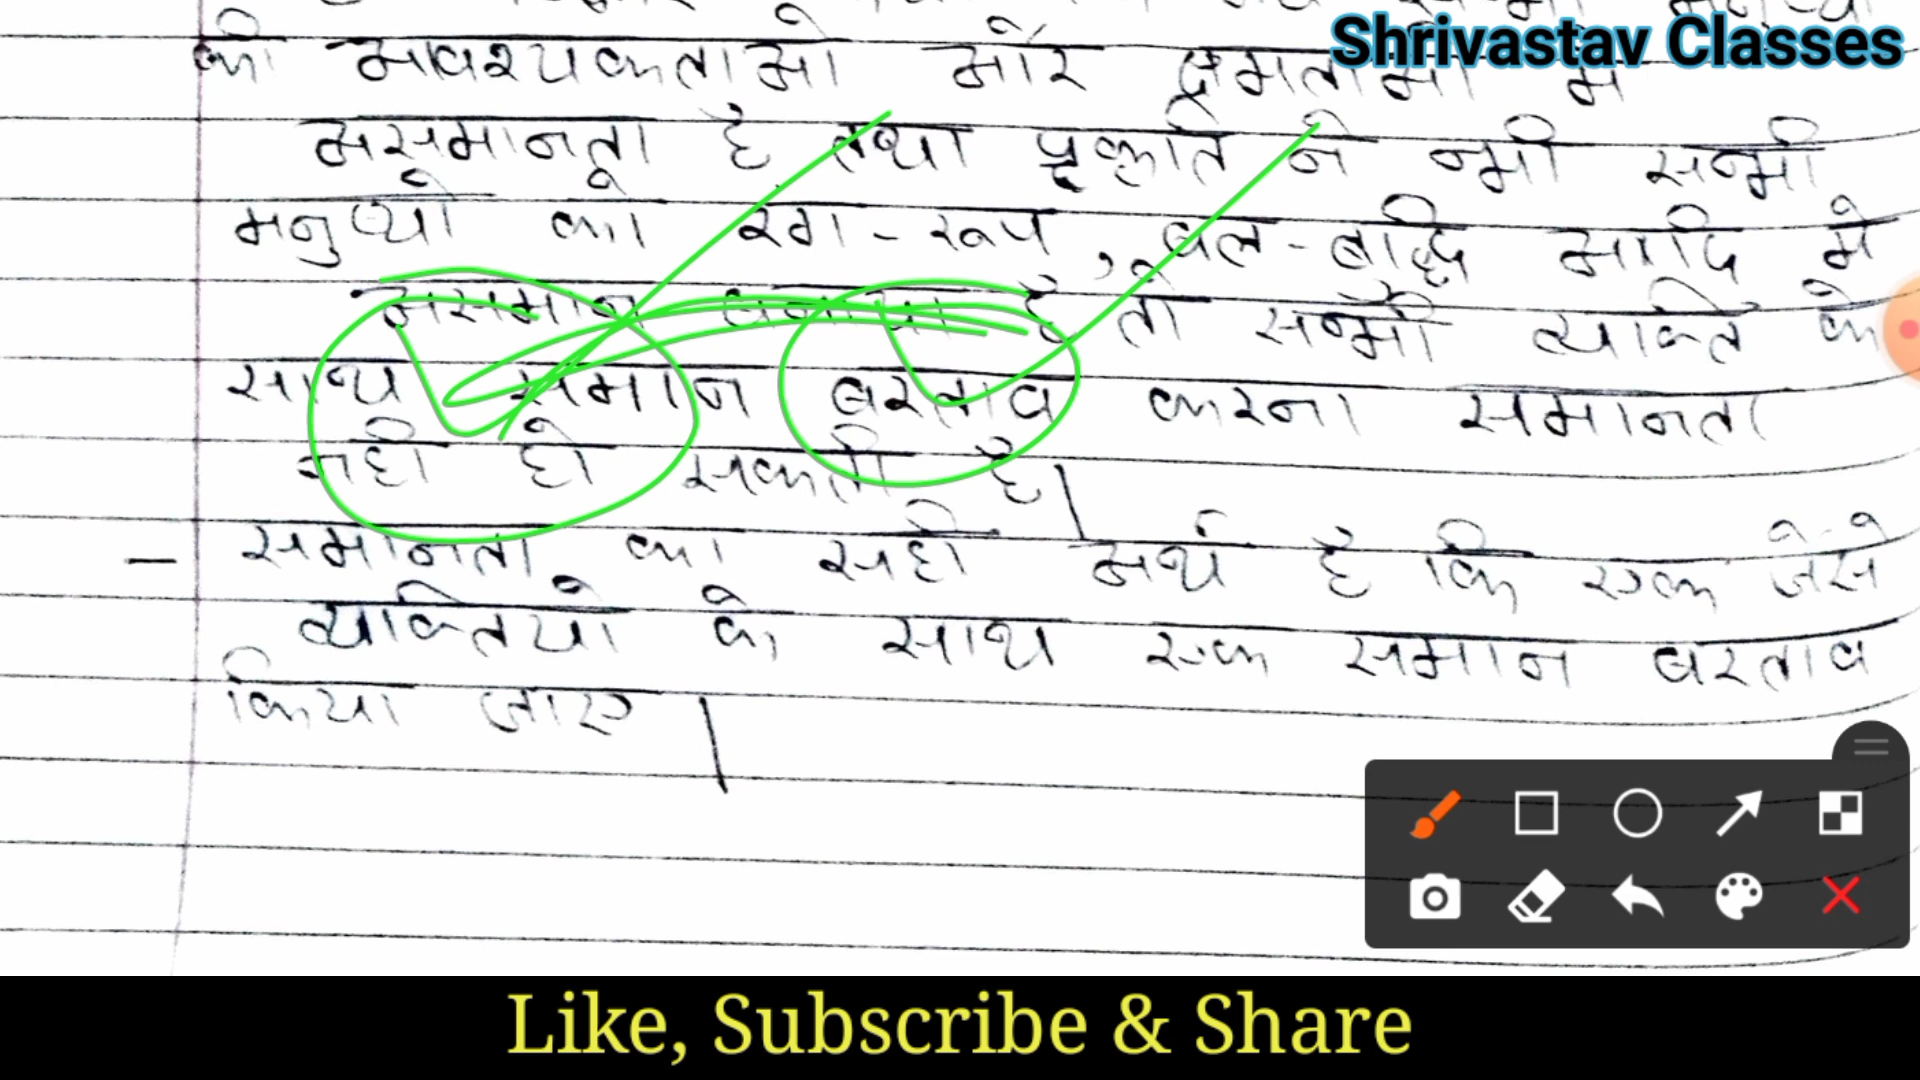 Shrivastav Classes
की आवश्यकताओ और क्षमताओ मे
असमानता है तथा प्रकृति ने भी सभी
मनुष्यो का रंग-रूप, बल-बुद्धि आदि मे
असमान बनाया है तो सभी व्यक्ति के
साथ समान बरताव करना समानता
नही हो सकती है।
- समानता का सही अर्थ है कि एक जैसे
व्यक्तियो के साथ एक समान बरताव
किया जाए।
Like, Subscribe & Share